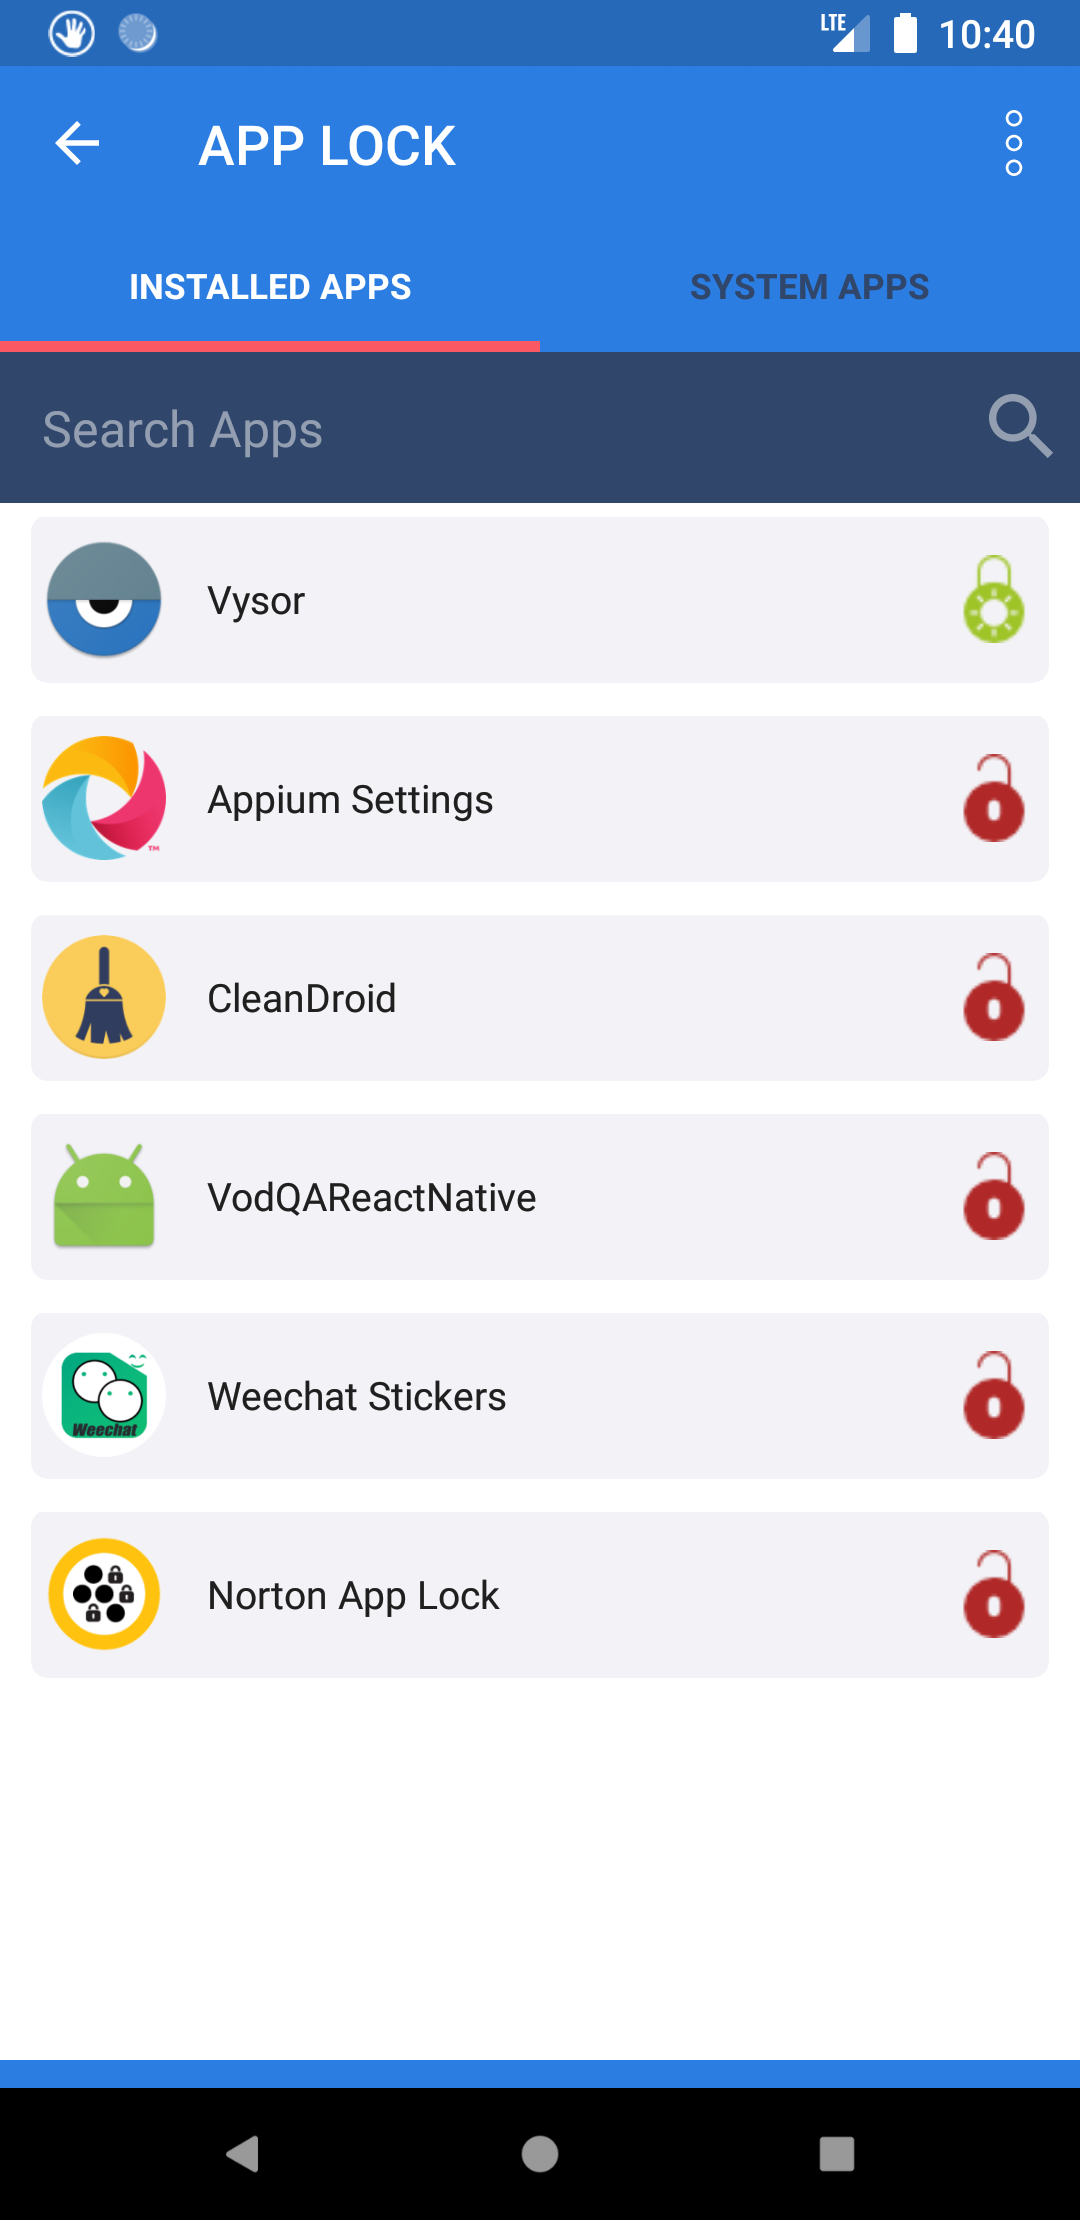 LTE 10:40
APP LOCK
INSTALLED APPS SYSTEM APPS
Search Apps
Vysor
Appium Settings
TM
CleanDroid
VodQAReactNative
Weechat Stickers
Weechat
Norton App Lock